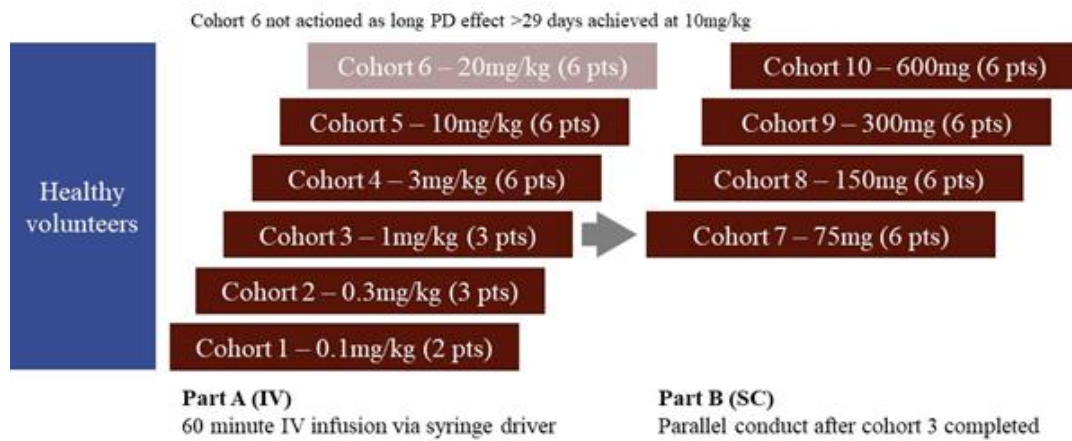 Cohort 6 not actioned as long PD effect >29 days achieved at 10mg/kg
Healthy
volunteers
Cohort 6 – 20mg/kg (6 pts)
Cohort 5 – 10mg/kg (6 pts)
Cohort 4 – 3mg/kg (6 pts)
Cohort 3 – 1mg/kg (3 pts)
Cohort 2 – 0.3mg/kg (3 pts)
Cohort 1 – 0.1mg/kg (2 pts)
Part A (IV)
60 minute IV infusion via syringe driver
Cohort 10 – 600mg (6 pts)
Cohort 9 – 300mg (6 pts)
Cohort 8 – 150mg (6 pts)
Cohort 7 – 75mg (6 pts)
Part B (SC)
Parallel conduct after cohort 3 completed